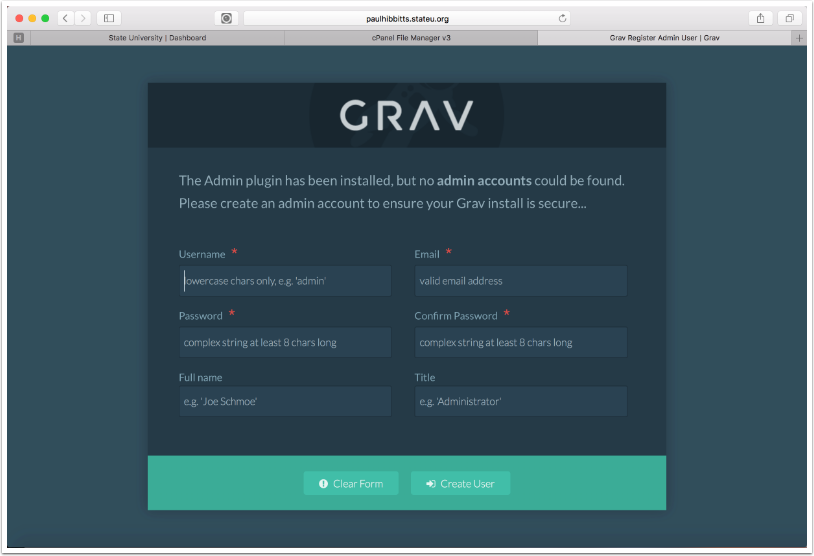 paulhibbitts.stateu.org
H
State University | Dashboard
cPanel File Manager v3
Grav Register Admin User | Grav
+
GRAV
The Admin plugin has been installed, but no admin accounts could be found.
Please create an admin account to ensure your Grav install is secure...
Username *
Email *
lowercase chars only, e.g. 'admin'
valid email address
Password *
Confirm Password *
complex string at least 8 chars long
complex string at least 8 chars long
Full name
Title
e.g. 'Joe Schmoe'
e.g. 'Administrator'
Clear Form
Create User